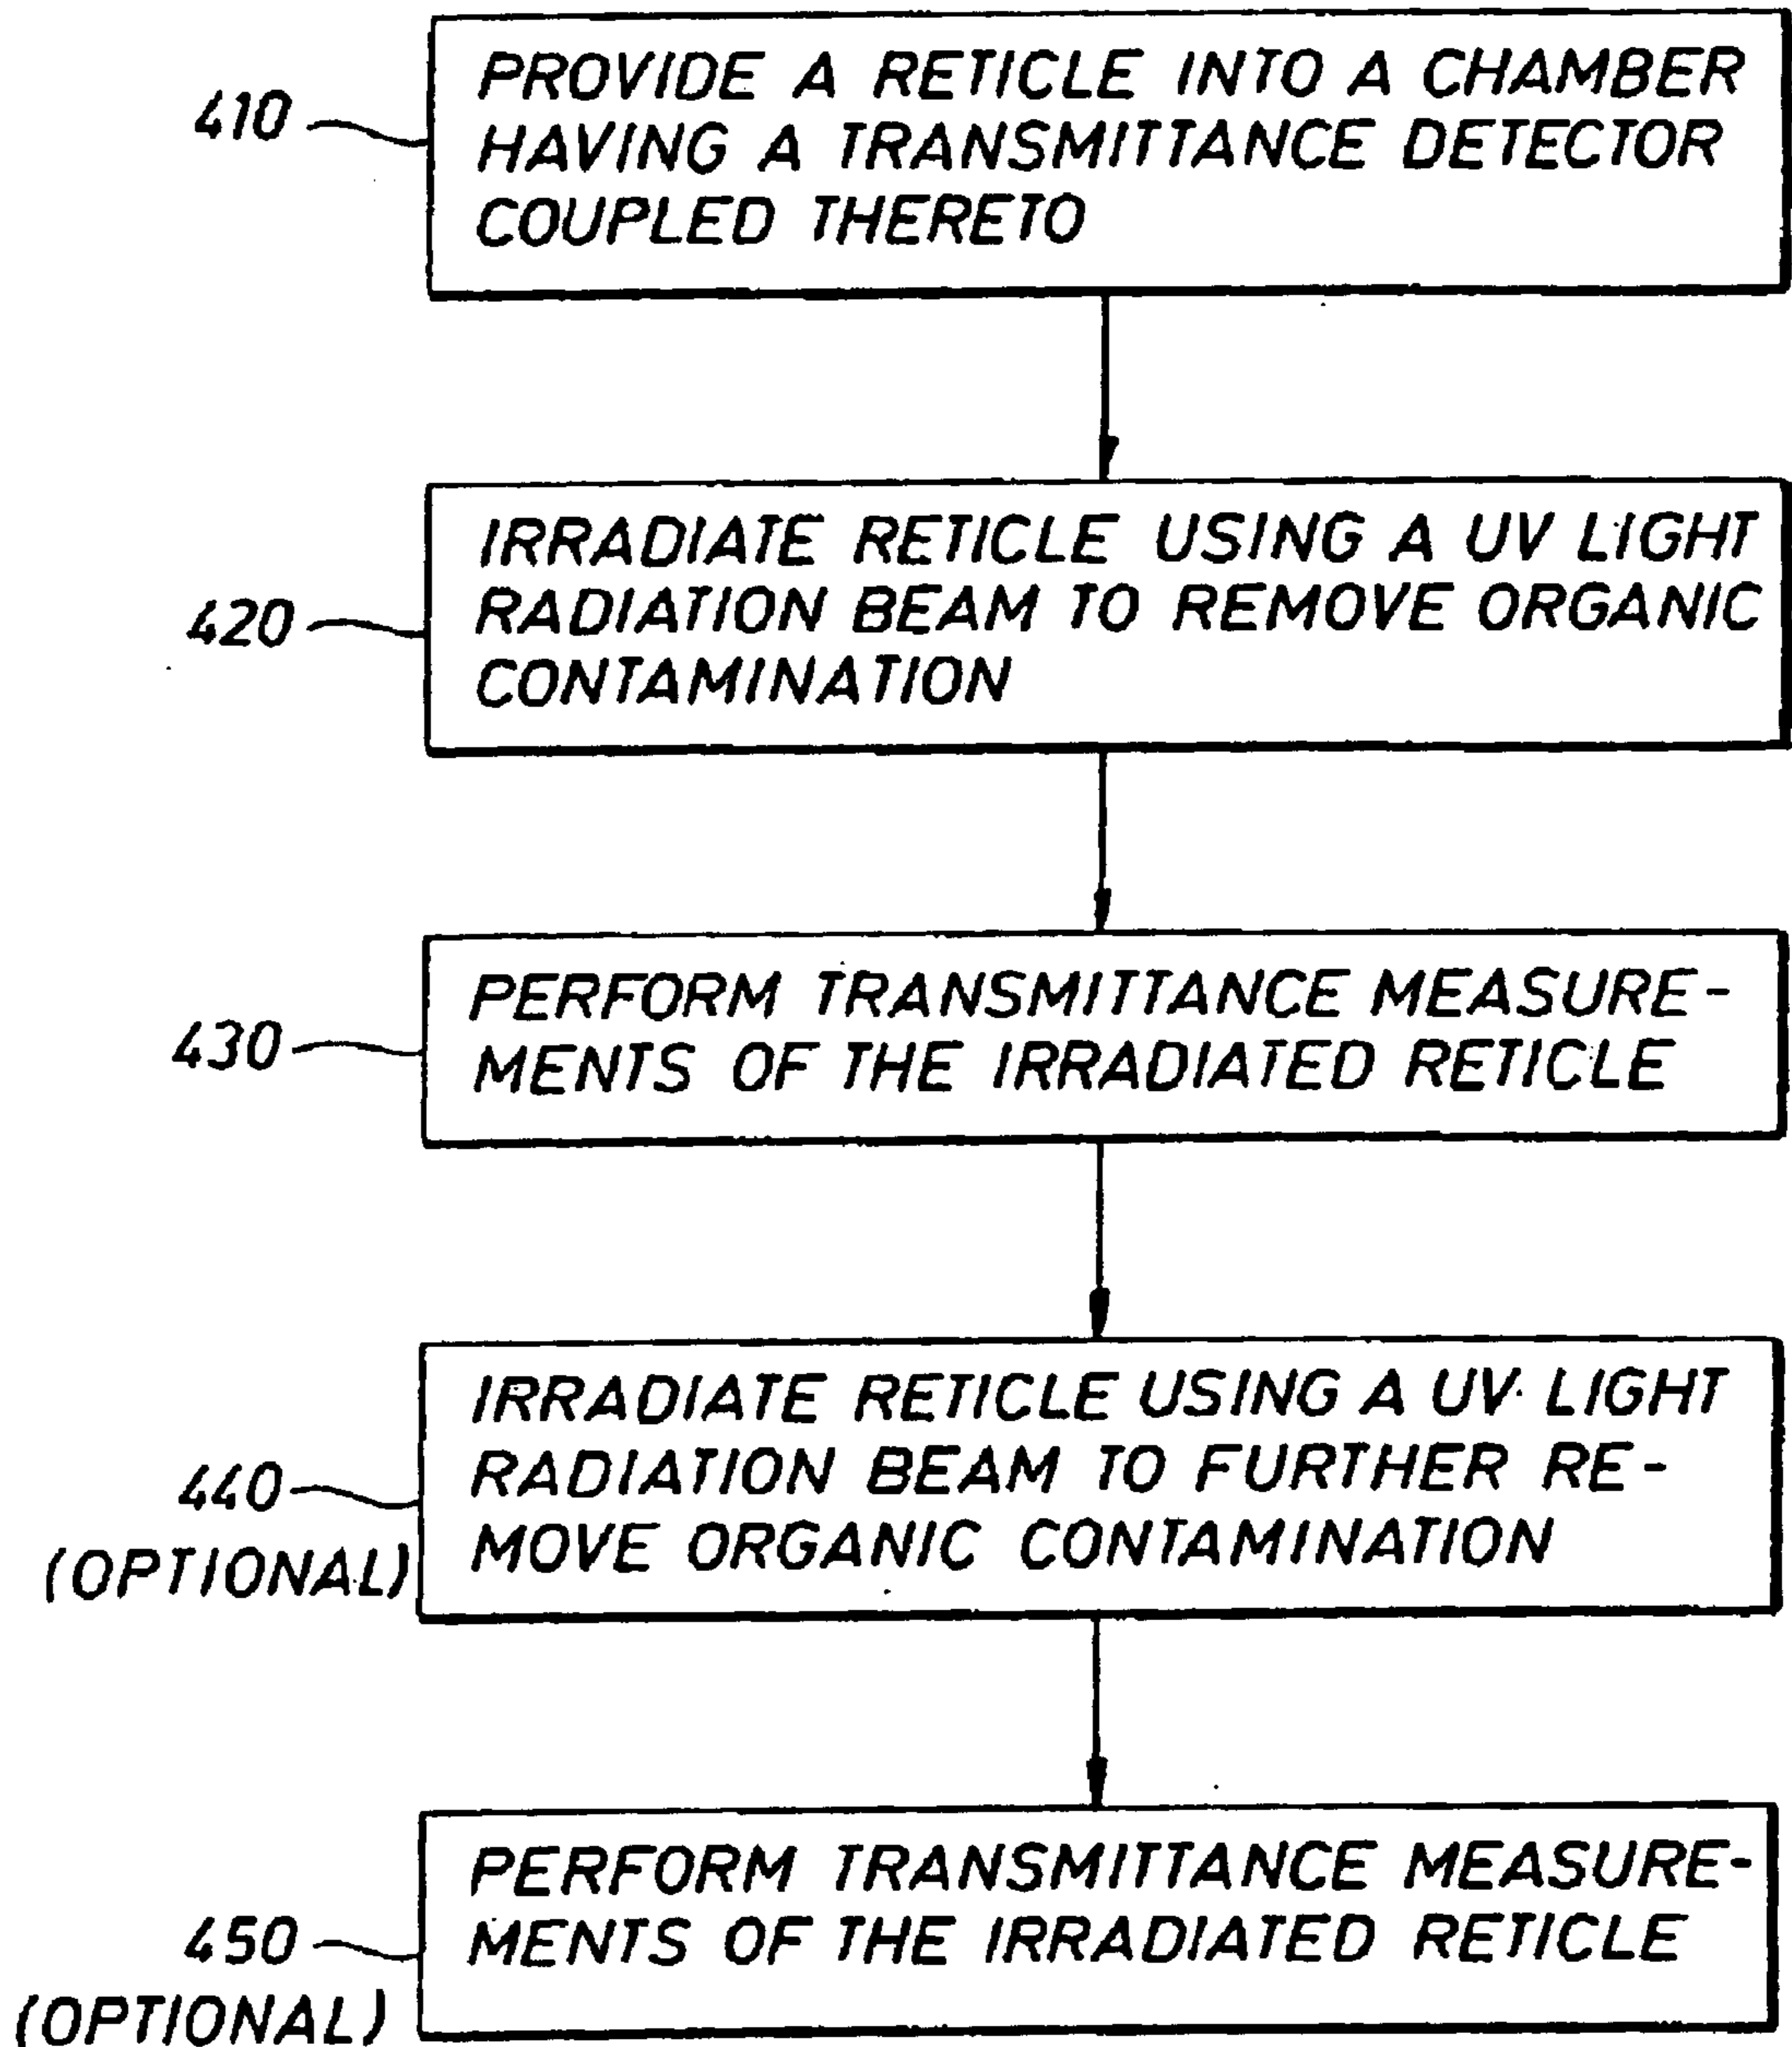 PROVIDE A RETICLE INTO A CHAMBER
410
HAVING A TRANSMITTANCE DETECTOR
COUPLED THERETO
IRRADIATE RETICLE USING A UV LIGHT
420
RADIATION BEAM TO REMOVE ORGANIC
CONTAMINATION
PERFORM TRANSMITTANCE MEASURE-
430
MENTS OF THE IRRADIATED RETICLE
IRRADIATE RETICLE USING A UV LIGHT
RADIATION BEAM TO FURTHER RE-
440
(OPTIONAL)
MOVE ORGANIC CONTAMINATION
PERFORM TRANSMITTANCE MEASURE-
MENTS OF THE IRRADIATED RETICLE
450
(OPTIONAL)